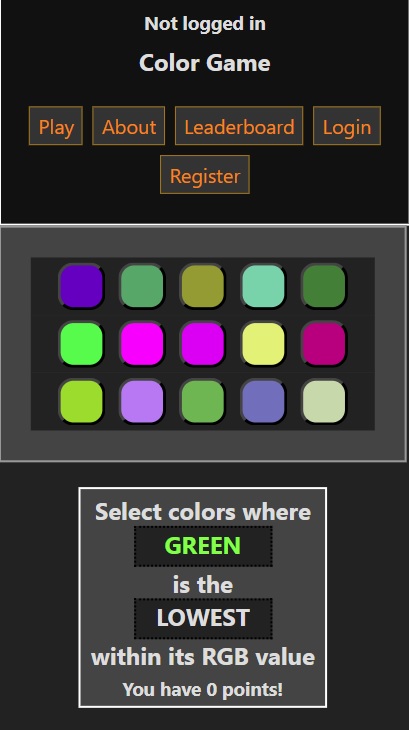 Not logged in
Color Game
Play About Leaderboard Login
Register
Select colors where
GREEN
is the
LOWEST
within its RGB value
You have 0 points!